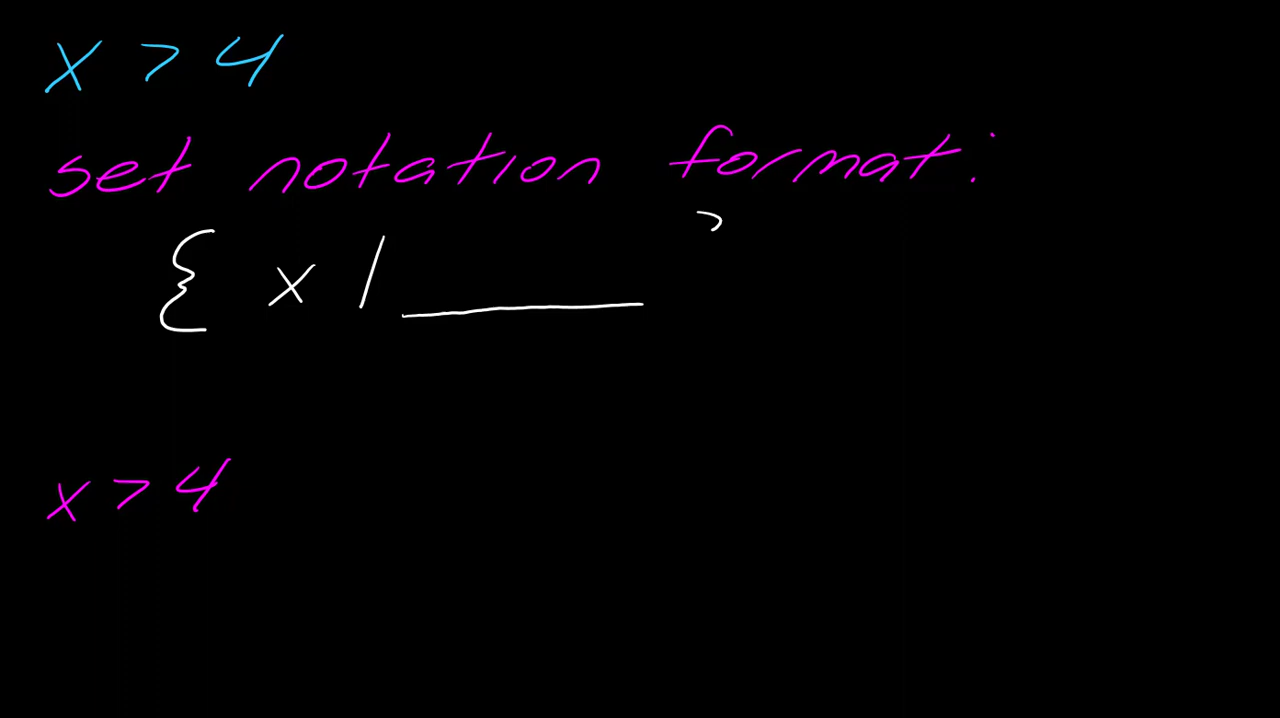 x > 4
set notation format:
{ x | ______
x > 4